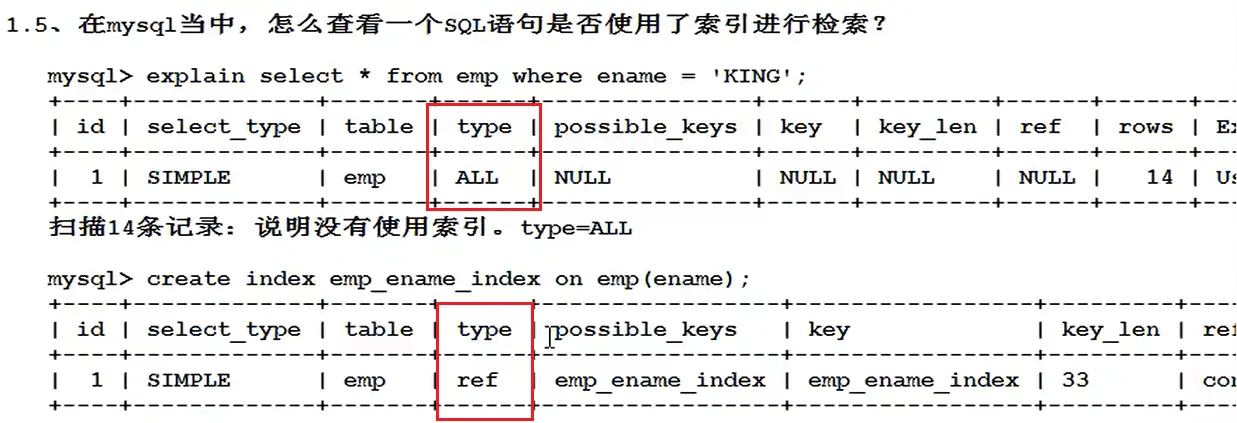 1.5、在mysql当中，怎么查看一个SQL语句是否使用了索引进行检索？
mysql> explain select * from emp where ename = 'KING';
+----+-------------+-------+------+---------------+------+---------+------+------+---
| id | select_type | table | type | possible_keys | key | key_len | ref | rows | Ex
+----+-------------+-------+------+---------------+------+---------+------+------+---
| 1 | SIMPLE | emp | ALL | NULL | NULL | NULL | NULL | 14 | Us
+----+-------------+-------+------+---------------+------+---------+------+------+---
扫描14条记录：说明没有使用索引。type=ALL
mysql> create index emp_ename_index on emp(ename);
+----+-------------+-------+------+-----------------+-----------------+---------+----
| id | select_type | table | type | possible_keys | key | key_len | ref
+----+-------------+-------+------+-----------------+-----------------+---------+----
| 1 | SIMPLE | emp | ref | emp_ename_index | emp_ename_index | 33 | con
+----+-------------+-------+------+-----------------+-----------------+---------+----